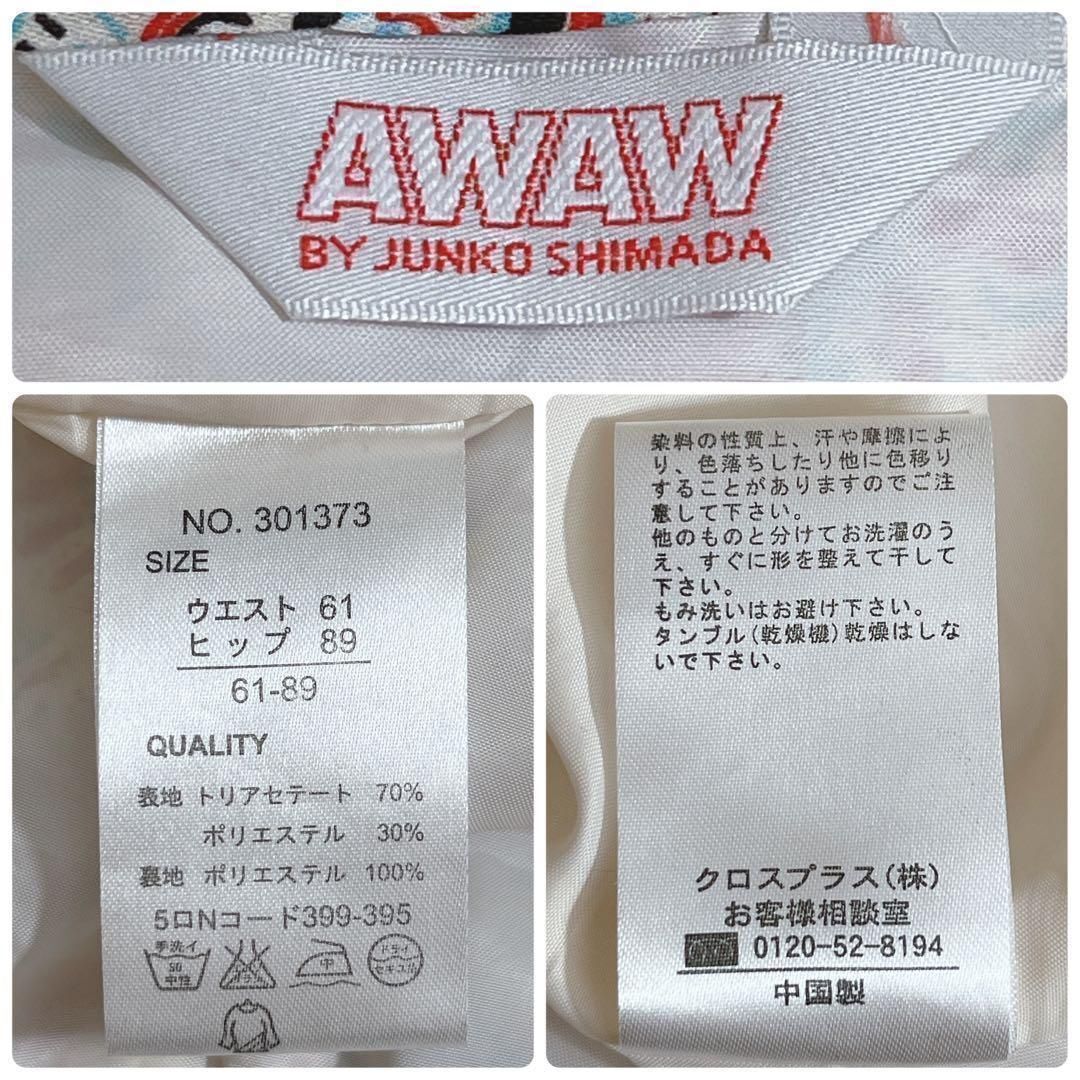 AWAW
BY JUNKO SHIMADA
NO. 301373
SIZE
ウエスト 61
ヒップ 89
61-89
QUALITY
表地 トリアセテート 70%
ポリエステル 30%
裏地 ポリエステル 100%
5ロNコード399-395
手洗イ
中性
中
ドライ
セキユ系
染料の性質上、汗や摩擦によ
り、色落ちしたり他に色移り
することがありますのでご注
意して下さい。
他のものと分けてお洗濯のう
え、すぐに形を整えて干して
下さい。
もみ洗いはお避け下さい。
タンブル(乾燥機)乾燥はしな
いで下さい。
クロスプラス(株)
お客様相談室
0120-52-8194
中国製